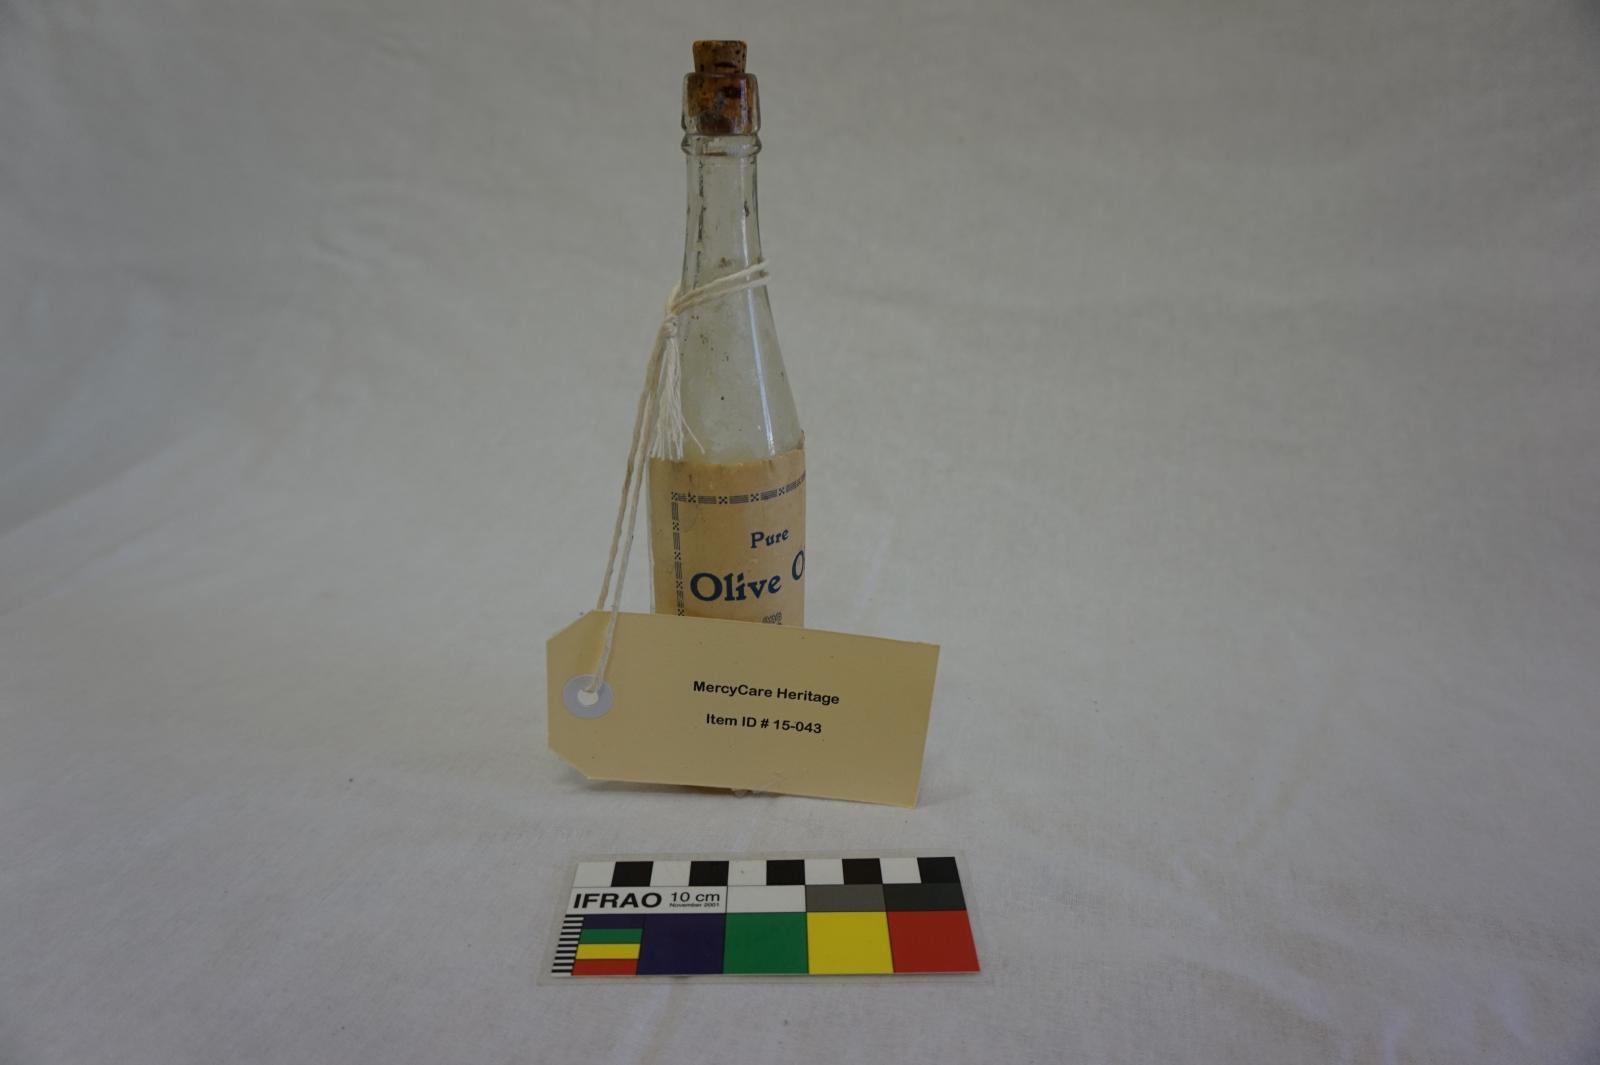 Pure
Olive O
MercyCare Heritage
Item ID # 15-043
IFRAO 10 cm
November 2001